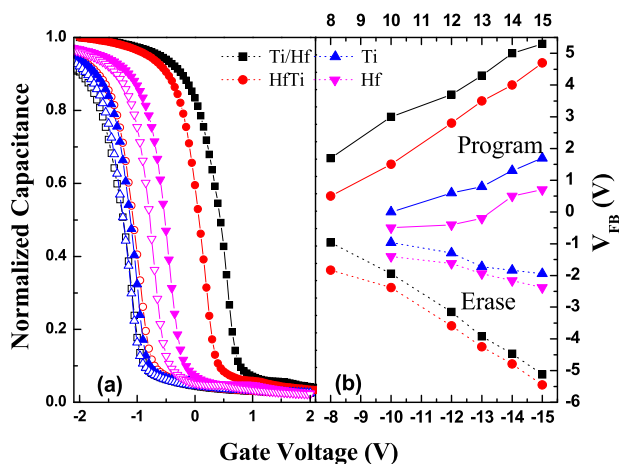 8 9 10 11 12 13 14 15
1.0
0.8
0.6
0.4
0.2
0.0
Normalized Capacitance
Ti/Hf Ti
HfTi Hf
Program
Erase
(a) (b)
5
4
3
2
1
0
-1
-2
-3
-4
-5
-6
V_FB (V)
-2 -1 0 1 2 -8 -9 -10 -11 -12 -13 -14 -15
Gate Voltage (V)